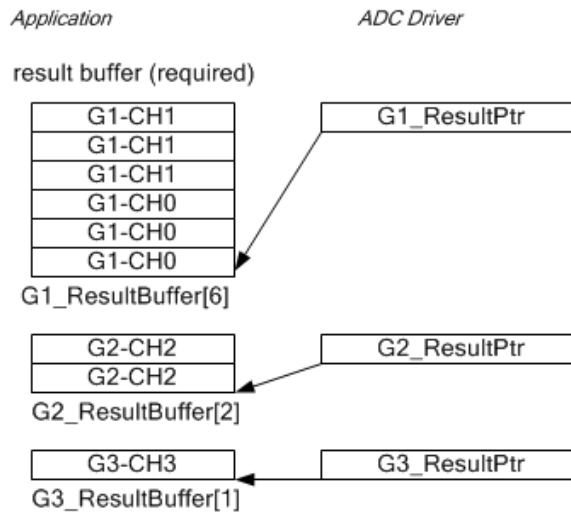 Application ADC Driver
result buffer (required)
G1-CH1 G1_ResultPtr
G1-CH1
G1-CH1
G1-CH0
G1-CH0
G1-CH0
G1_ResultBuffer[6]
G2-CH2 G2_ResultPtr
G2-CH2
G2_ResultBuffer[2]
G3-CH3 G3_ResultPtr
G3_ResultBuffer[1]